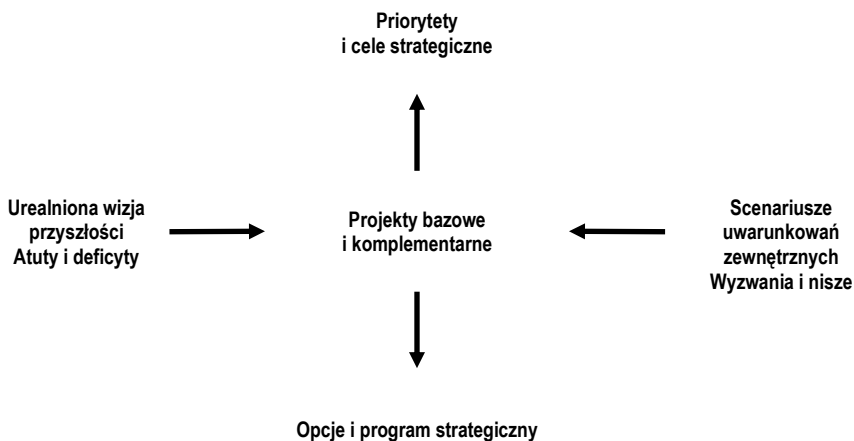 Priorytety
i cele strategiczne
Urealniona wizja
przyszłości
Atuty i deficyty
Projekty bazowe
i komplementarne
Scenariusze
uwarunkowań
zewnętrznych
Wyzwania i nisze
Opcje i program strategiczny